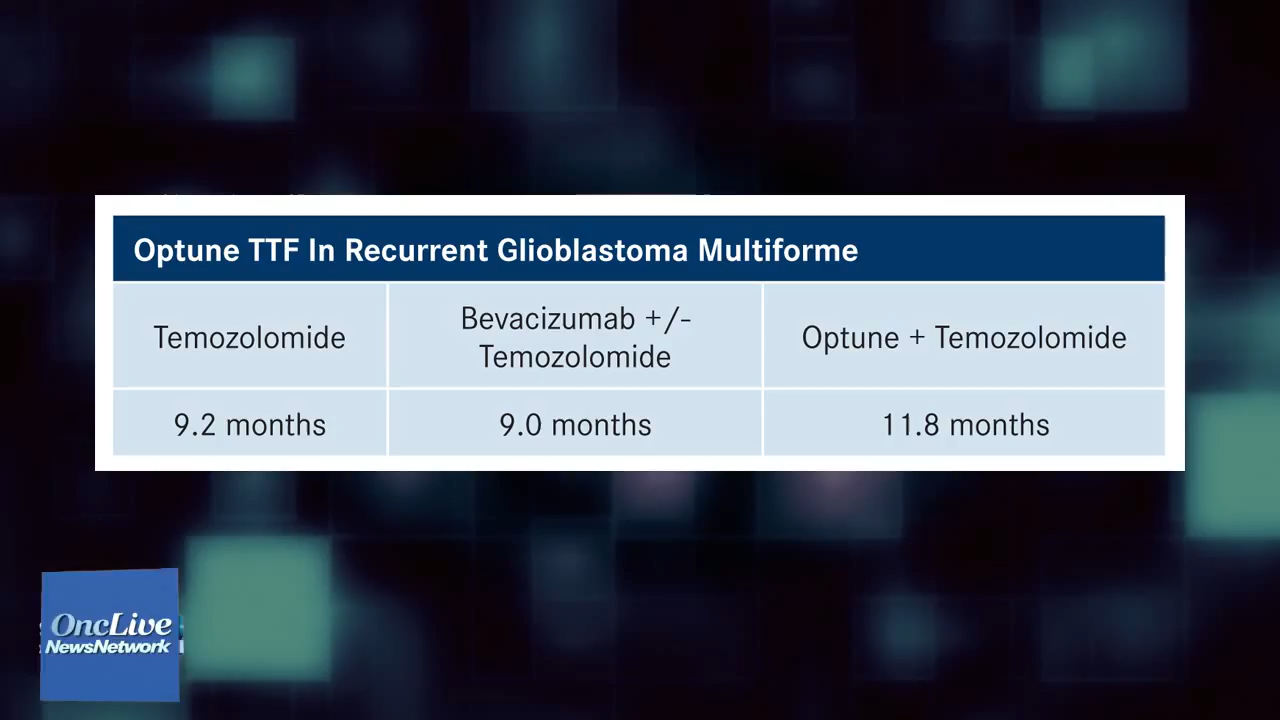 Optune TTF In Recurrent Glioblastoma Multiforme
Temozolomide
Bevacizumab +/-
Temozolomide
Optune + Temozolomide
9.2 months
9.0 months
11.8 months
OncLive
NewsNetwork